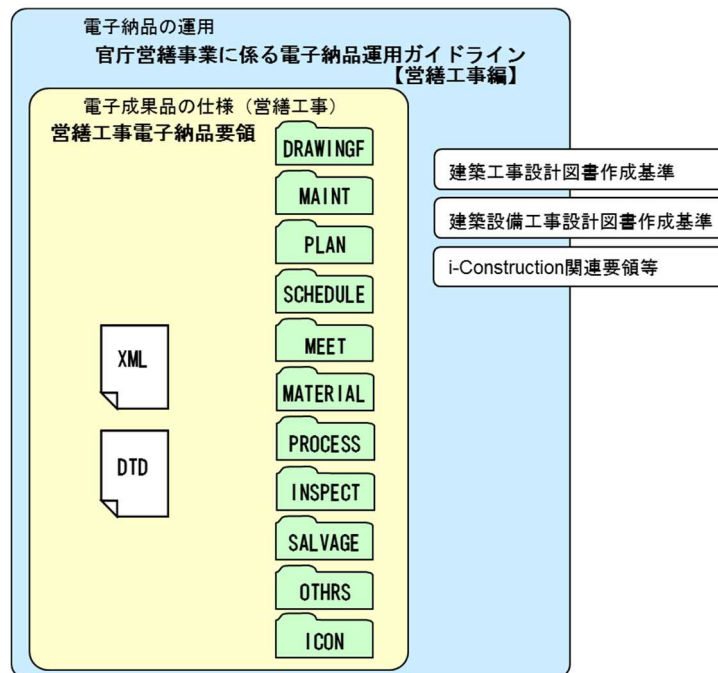 電子納品の運用
官庁営繕事業に係る電子納品運用ガイドライン
【営繕工事編】
電子成果品の仕様（営繕工事）
営繕工事電子納品要領
DRAWINGF
MAINT
PLAN
SCHEDULE
MEET
MATERIAL
PROCESS
INSPECT
SALVAGE
OTHRS
ICON
XML
DTD
建築工事設計図書作成基準
建築設備工事設計図書作成基準
i-Construction関連要領等